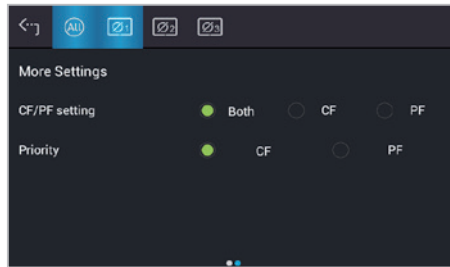 All Ø1 Ø2 Ø3
More Settings
CF/PF setting Both CF PF
Priority CF PF